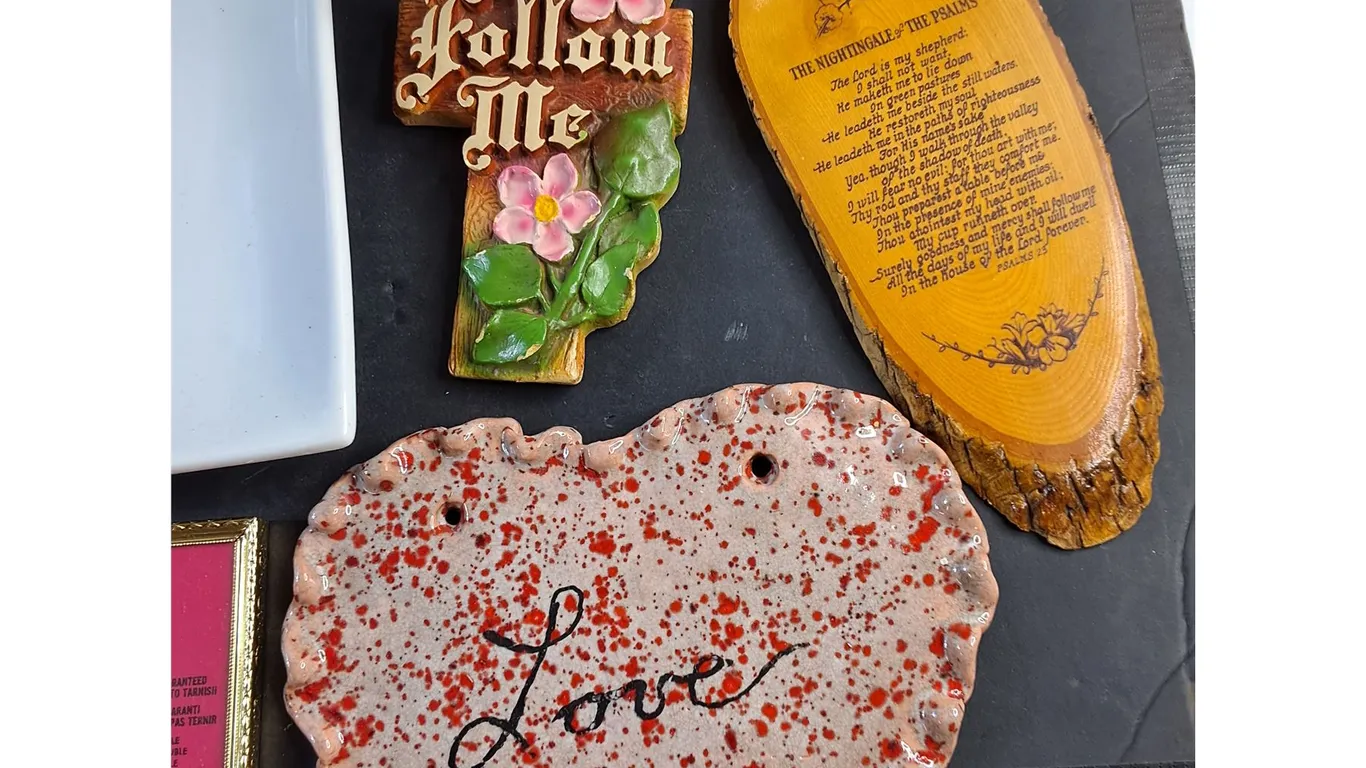 Follow
Me
THE NIGHTINGALE of THE PSALMS
The Lord is my shepherd:
I shall not want.
He maketh me to lie down
In green pastures
He leadeth me beside the still waters.
He restoreth my soul
He leadeth me in the paths of righteousness
For His names sake
Yea, though I walk through the valley
of the shadow of death.
I will fear no evil: for thou art with me;
Thy rod and thy staff they comfort me.
Thou preparest a table before me
In the presence of mine enemies
Thou anointest my head with oil;
My cup runneth over.
Surely goodness and mercy shall follow me
All the days of my life and I will dwell
In the House of the Lord forever.
PSALMS 23
Love
RANTEED
TO TARNISH
ARANTI
PAS TERNIR